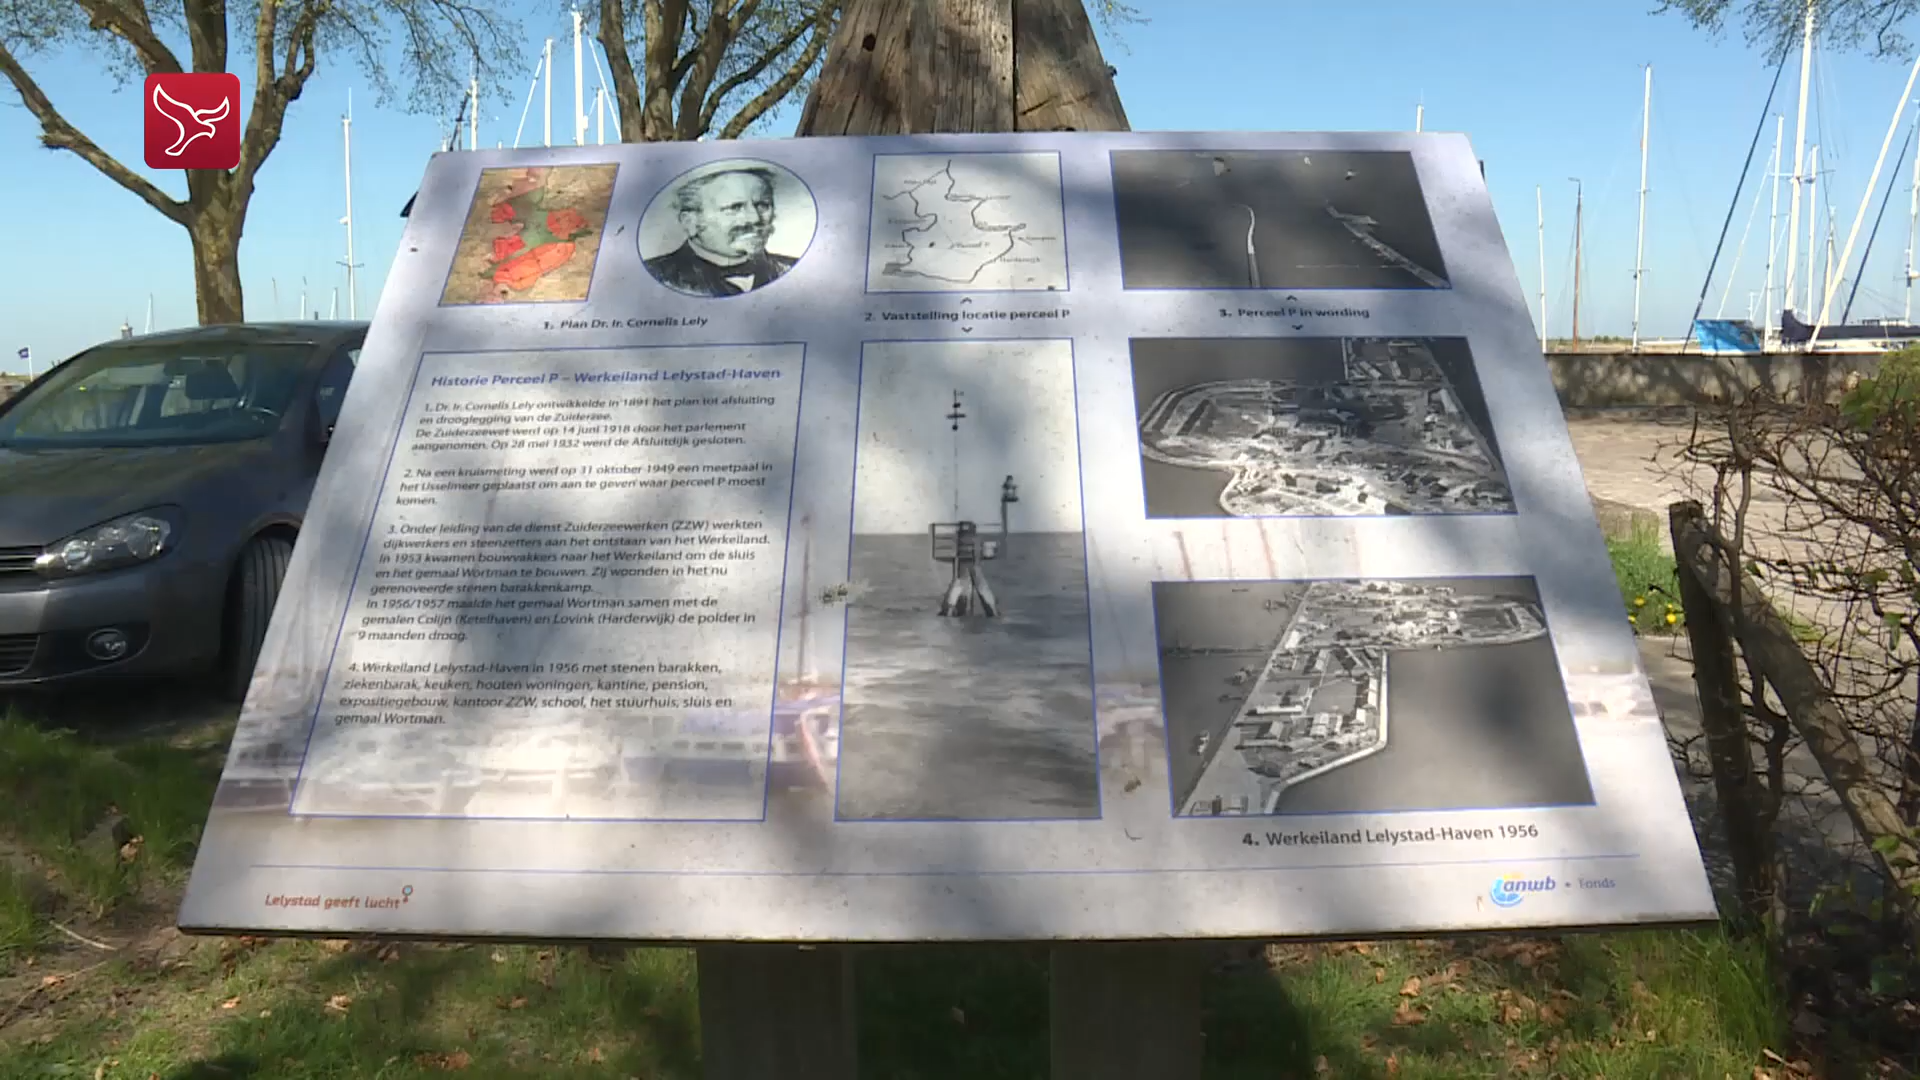 1. Plan Dr. Ir. Cornelis Lely
2. Vaststelling locatie perceel P
3. Perceel P in wording
Historie Perceel P – Werkeiland Lelystad-Haven
1. Dr. Ir. Cornelis Lely ontwikkelde in 1891 het plan tot afsluiting
en drooglegging van de Zuiderzee.
De Zuiderzeewet werd op 14 juni 1918 door het parlement
aangenomen. Op 28 mei 1932 werd de Afsluitdijk gesloten.
2. Na een kruismeting werd op 31 oktober 1949 een meetpaal in
het IJsselmeer geplaatst om aan te geven waar perceel P moest
komen.
3. Onder leiding van de dienst Zuiderzeewerken (ZZW) werkten
dijkwerkers en steenzetters aan het ontstaan van het Werkeiland.
In 1953 kwamen bouwvakkers naar het Werkeiland om de sluis
en het gemaal Wortman te bouwen. Zij woonden in het nu
gerenoveerde stenen barakkenkamp.
In 1956/1957 maalde het gemaal Wortman samen met de
gemalen Colijn (Ketelhaven) en Lovink (Harderwijk) de polder in
9 maanden droog.
4. Werkeiland Lelystad-Haven in 1956 met stenen barakken,
ziekenbarak, keuken, houten woningen, kantine, pension,
expositiegebouw, kantoor ZZW, school, het stuurhuis, sluis en
gemaal Wortman.
4. Werkeiland Lelystad-Haven 1956
Lelystad geeft lucht
anwb • Fonds